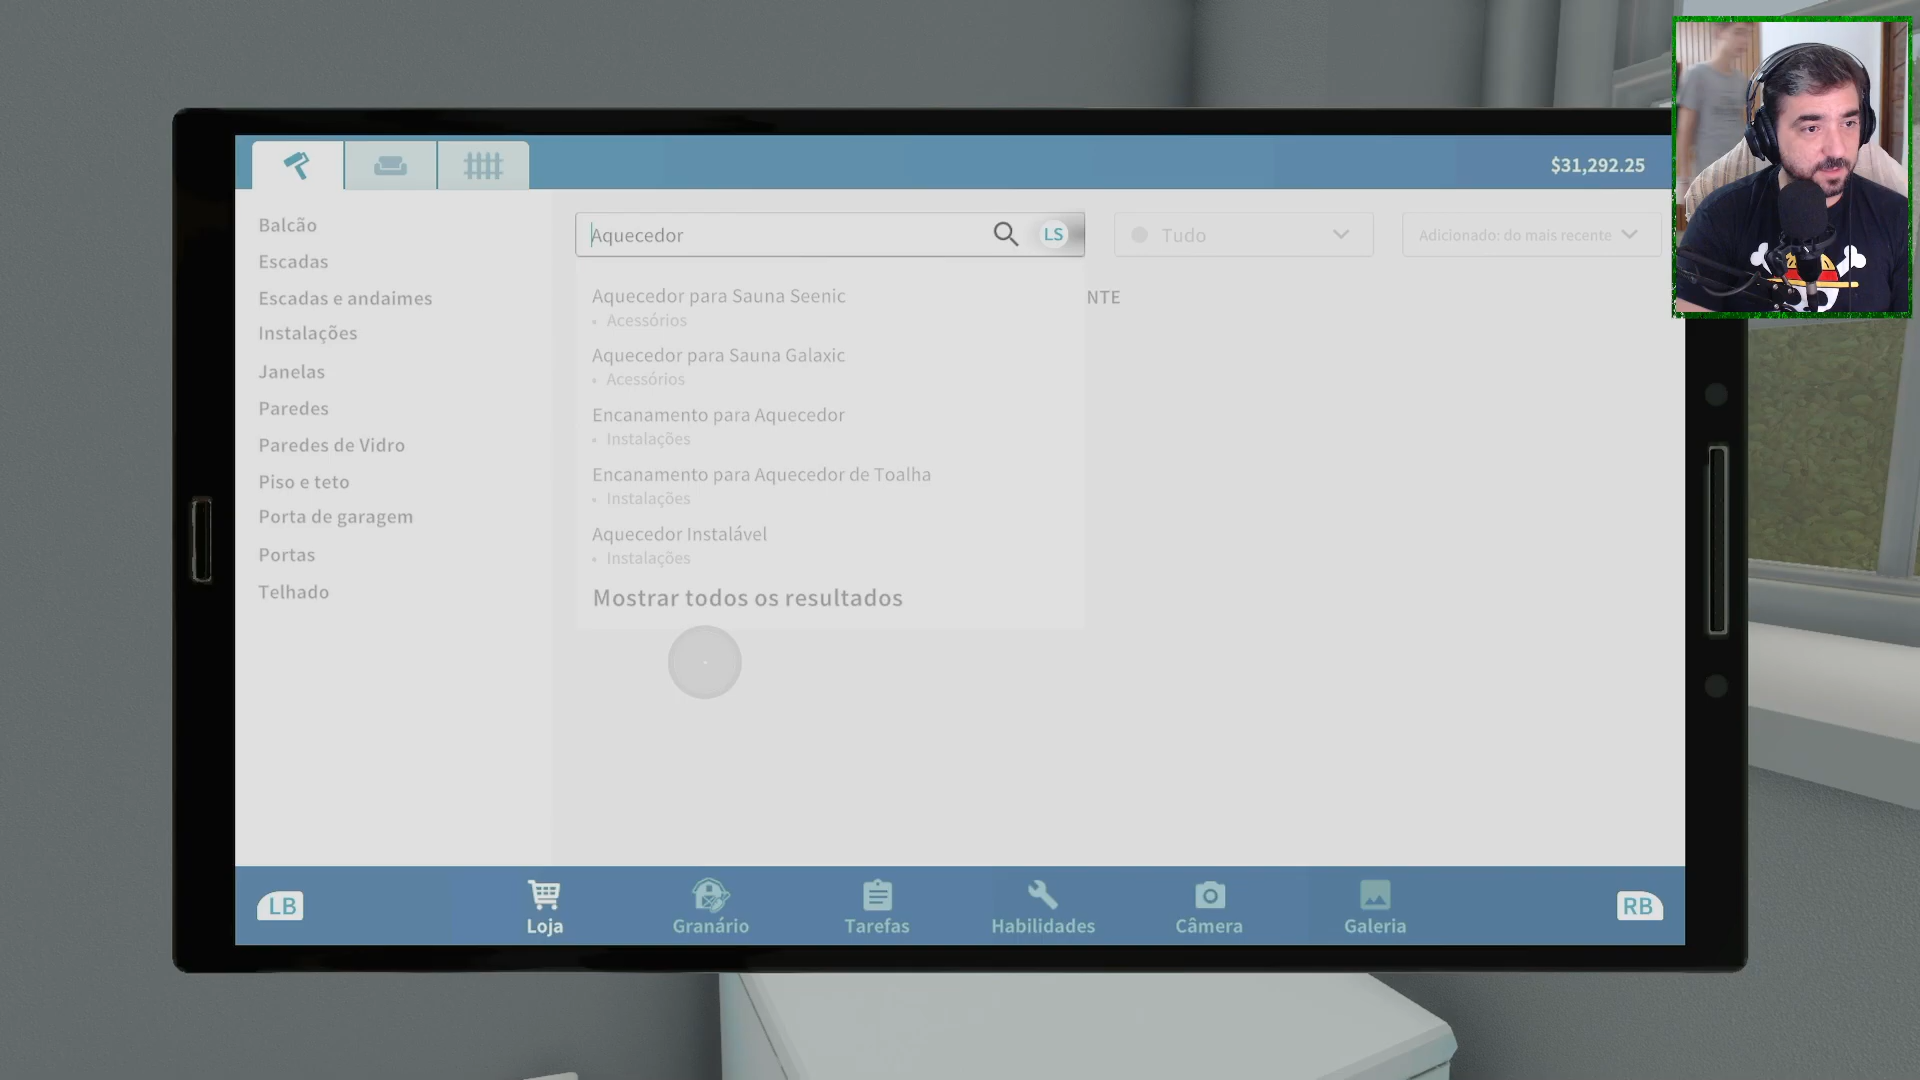 $31,292.25
Balcão
Escadas
Escadas e andaimes
Instalações
Janelas
Paredes
Paredes de Vidro
Piso e teto
Porta de garagem
Portas
Telhado
Aquecedor
LS
Tudo
Adicionado: do mais recente
NTE
Aquecedor para Sauna Seenic
• Acessórios
Aquecedor para Sauna Galaxic
• Acessórios
Encanamento para Aquecedor
• Instalações
Encanamento para Aquecedor de Toalha
• Instalações
Aquecedor Instalável
• Instalações
Mostrar todos os resultados
LB
Loja
Granário
Tarefas
Habilidades
Câmera
Galeria
RB